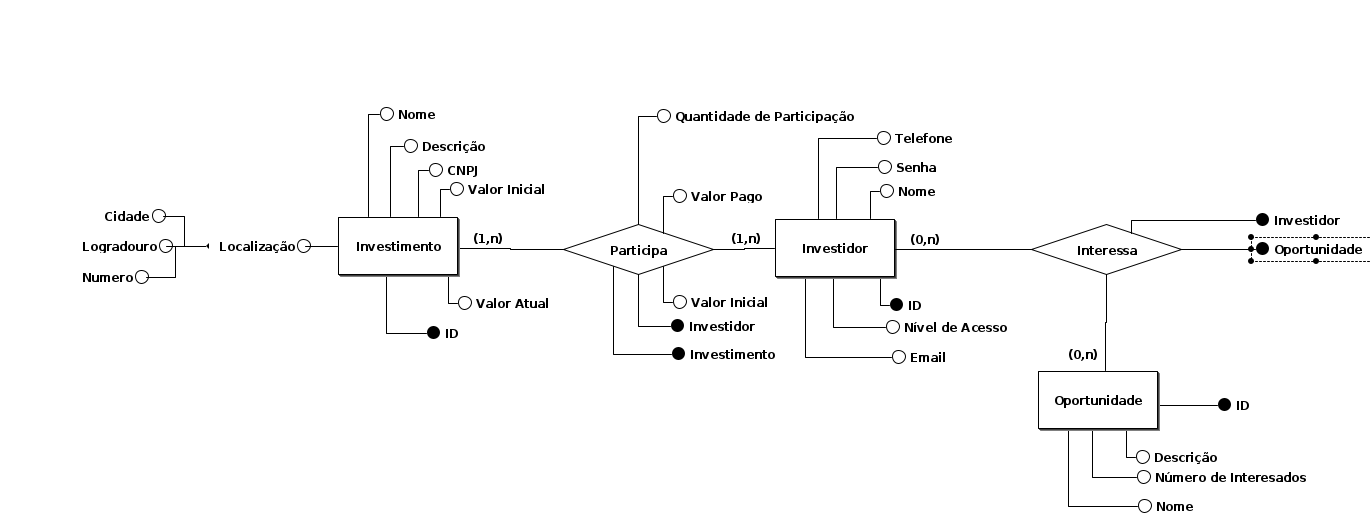 Nome
Quantidade de Participação
Telefone
Descrição
CNPJ
Senha
Valor Inicial
Nome
Valor Pago
Cidade
Investidor
(1,n)
(1,n)
(0,n)
Logradouro
Localização
Investimento
Participa
Investidor
Interessa
Oportunidade
Numero
Valor Atual
Valor Inicial
ID
ID
Investidor
Nível de Acesso
Investimento
Email
(0,n)
Oportunidade
ID
Descrição
Número de Interesados
Nome